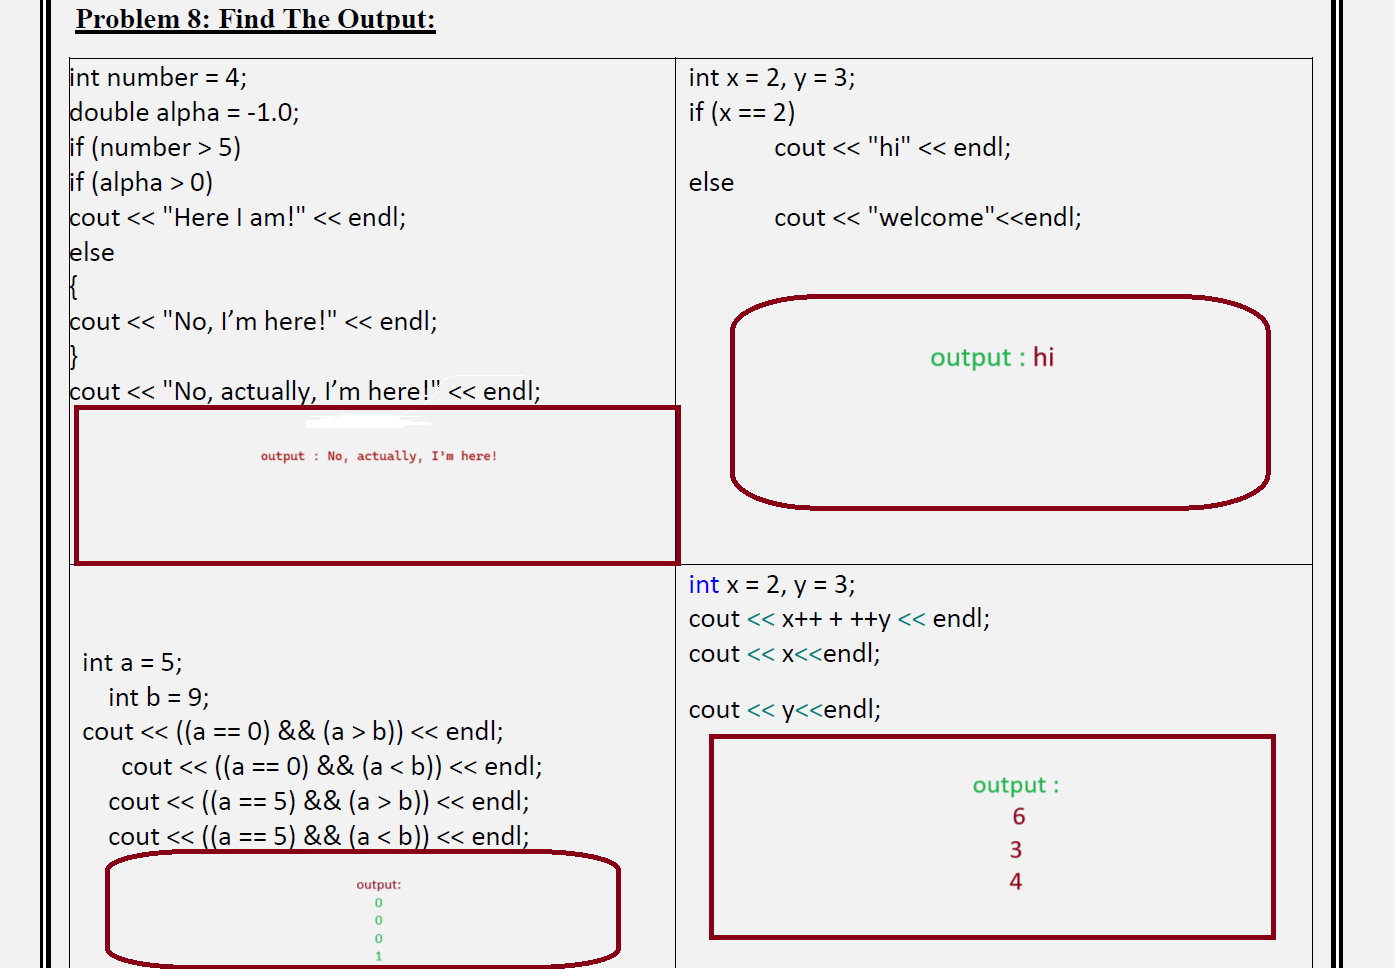 Problem 8: Find The Output:
int number = 4;
double alpha = -1.0;
if (number > 5)
if (alpha > 0)
cout << "Here I am!" << endl;
else
{
cout << "No, I’m here!" << endl;
}
cout << "No, actually, I’m here!" << endl;
output : No, actually, I’m here!
int x = 2, y = 3;
if (x == 2)
cout << "hi" << endl;
else
cout << "welcome"<<endl;
output : hi
int a = 5;
int b = 9;
cout << ((a == 0) && (a > b)) << endl;
cout << ((a == 0) && (a < b)) << endl;
cout << ((a == 5) && (a > b)) << endl;
cout << ((a == 5) && (a < b)) << endl;
output:
0
0
0
1
int x = 2, y = 3;
cout << x++ + ++y << endl;
cout << x<<endl;
cout << y<<endl;
output :
6
3
4